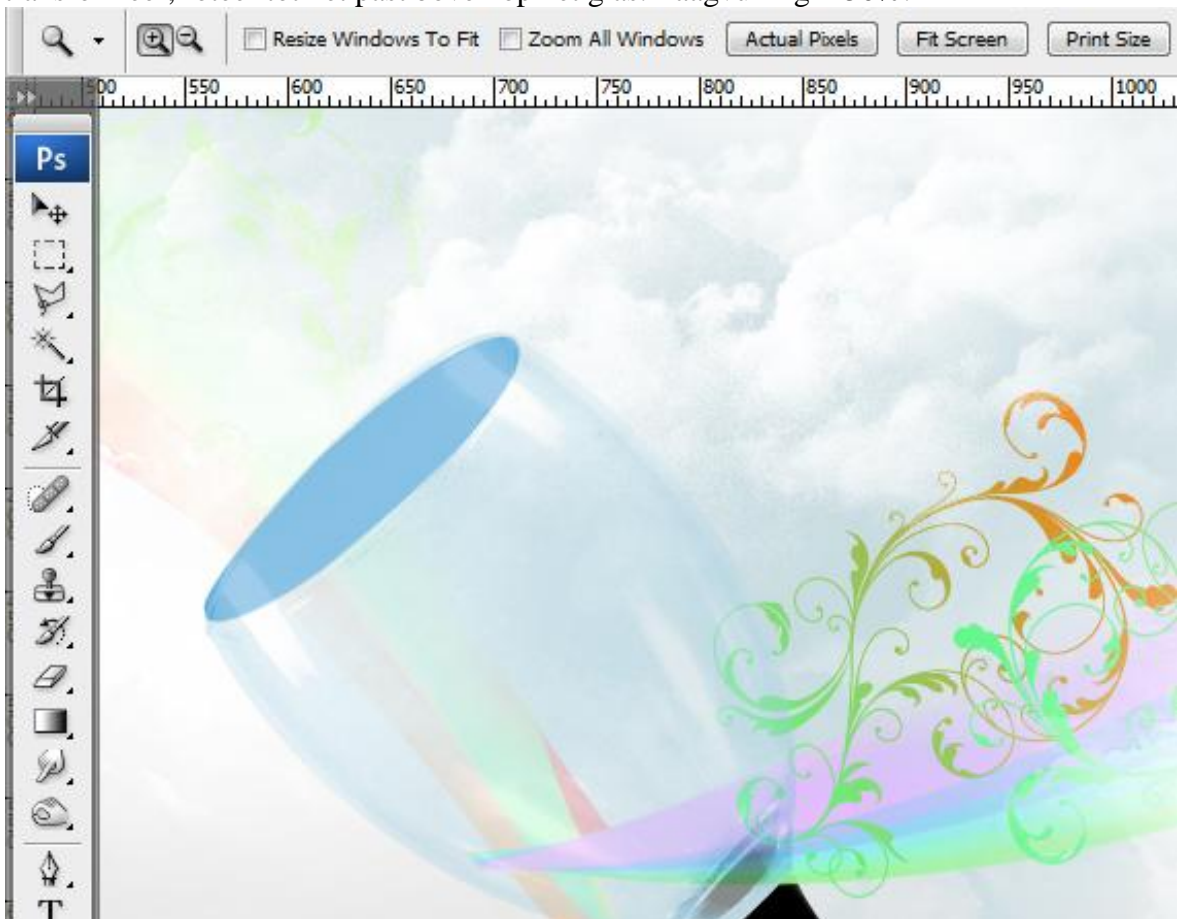 Resize Windows To Fit Zoom All Windows Actual Pixels Fit Screen Print Size
500 550 600 650 700 750 800 850 900 950 1000
Ps
T